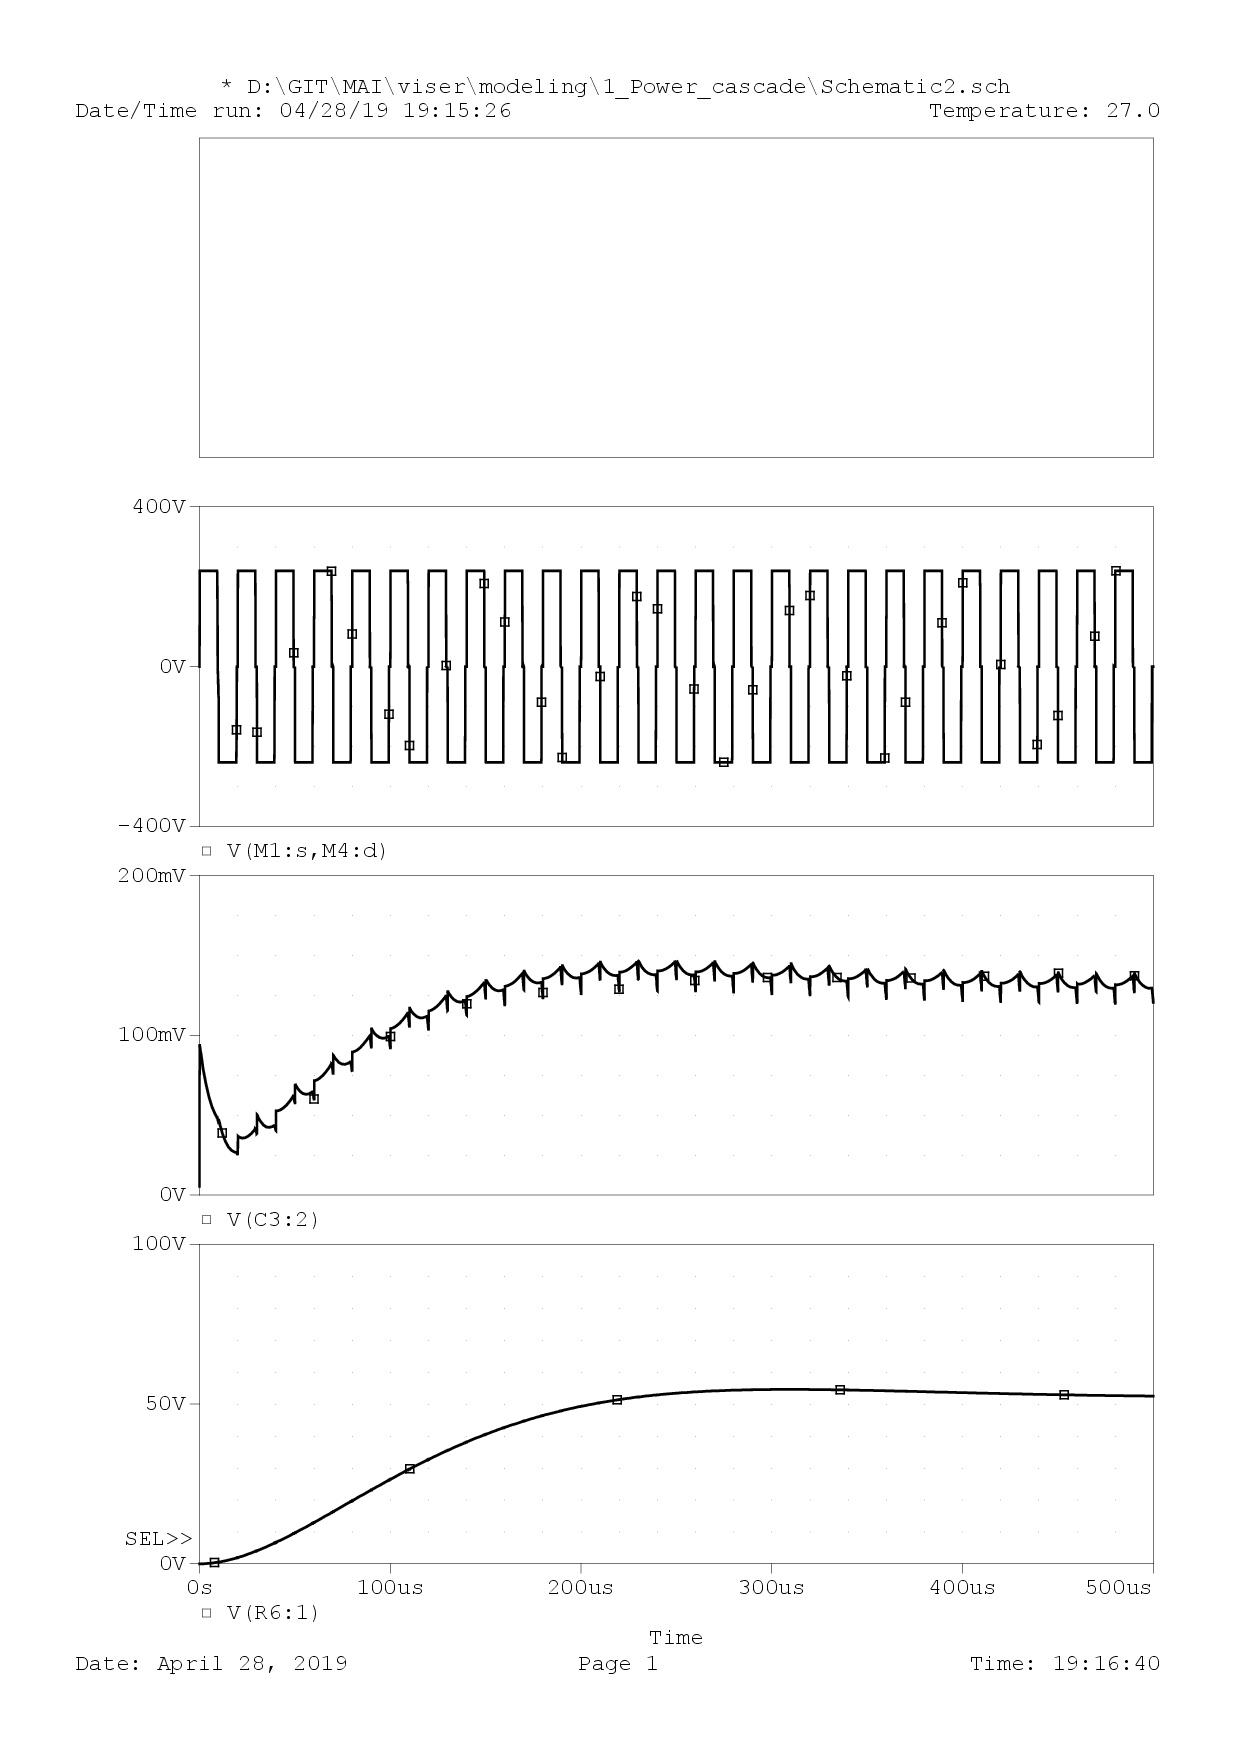 * D:\GIT\MAI\viser\modeling\1_Power_cascade\Schematic2.sch
Date/Time run: 04/28/19 19:15:26 Temperature: 27.0
400V
0V
-400V
V(M1:s,M4:d)
200mV
100mV
0V
V(C3:2)
100V
50V
SEL>>
0V
0s 100us 200us 300us 400us 500us
V(R6:1)
Time
Date: April 28, 2019 Page 1 Time: 19:16:40